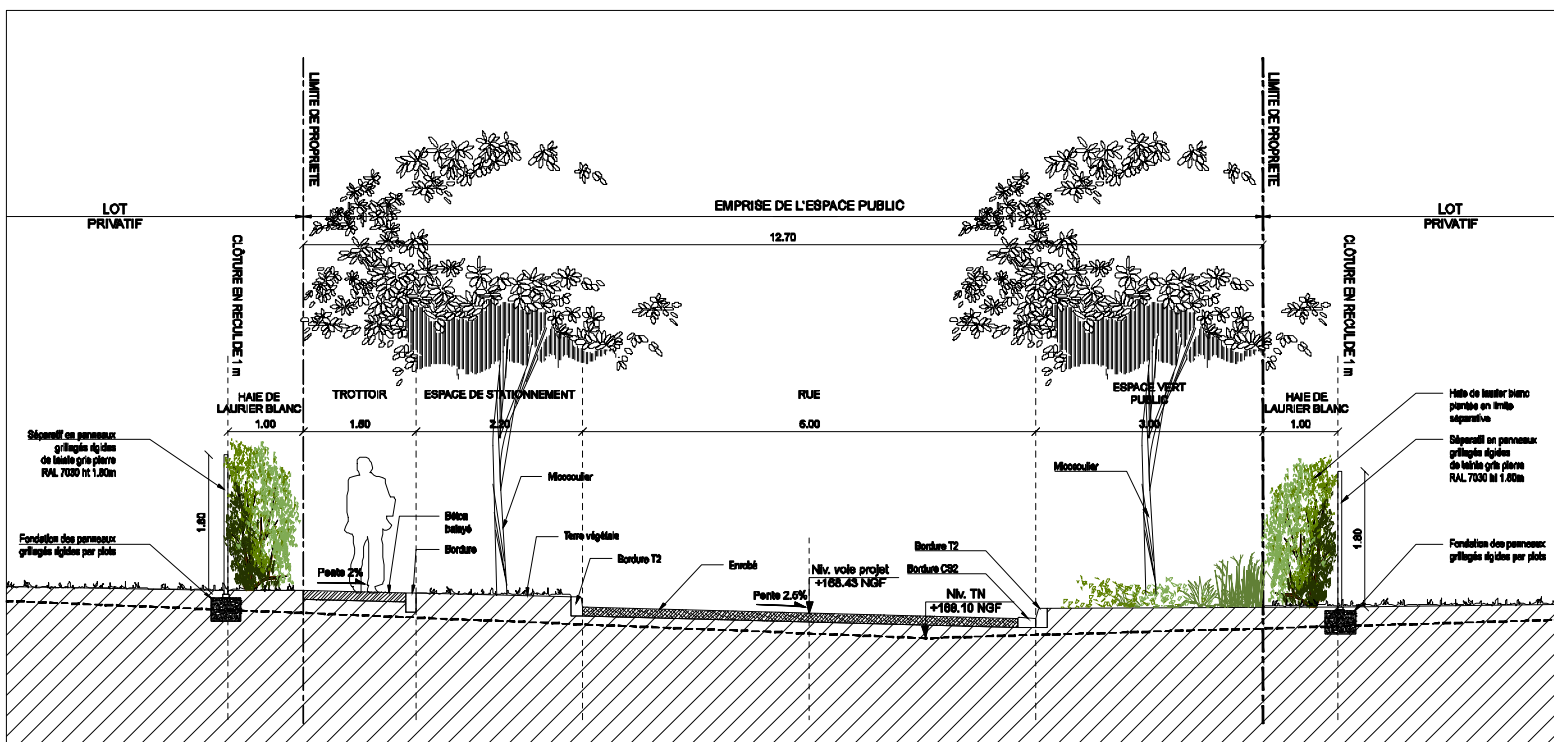 LIMITE DE PROPRIETE
LIMITE DE PROPRIETE
LOT
PRIVATIF
EMPRISE DE L'ESPACE PUBLIC
LOT
PRIVATIF
12.70
CLÔTURE EN RECUL DE 1 m
CLÔTURE EN RECUL DE 1 m
HAIE DE
LAURIER BLANC
1.00
TROTTOIR
1.50
ESPACE DE STATIONNEMENT
2.20
RUE
6.00
ESPACE VERT
PUBLIC
3.00
HAIE DE
LAURIER BLANC
1.00
Haie de laurier blanc
plantée en limite
séparative
Séparatif en panneaux
grillagés rigides
de teinte gris pierre
RAL 7030 ht 1.80m
Séparatif en panneaux
grillagés rigides
de teinte gris pierre
RAL 7030 ht 1.80m
1.80
1.80
Micocoulier
Micocoulier
Béton
balayé
Bordure
Terre végétale
Fondation des panneaux
grillagés rigides par plots
Fondation des panneaux
grillagés rigides par plots
Bordure T2
Bordure T2
Bordure CS2
Enrobé
Pente 2%
Niv. voie projet
+168.43 NGF
Pente 2.5%
Niv. TN
+168.10 NGF